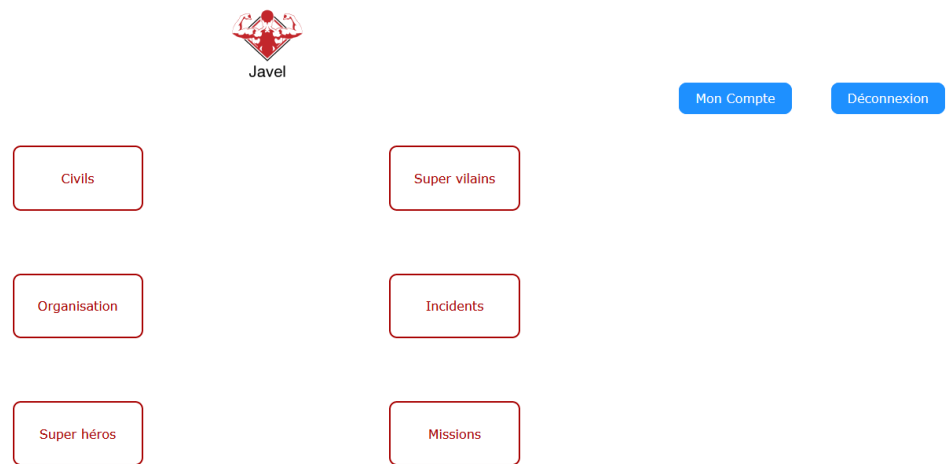 Javel
Mon Compte
Déconnexion
Civils
Super vilains
Organisation
Incidents
Super héros
Missions